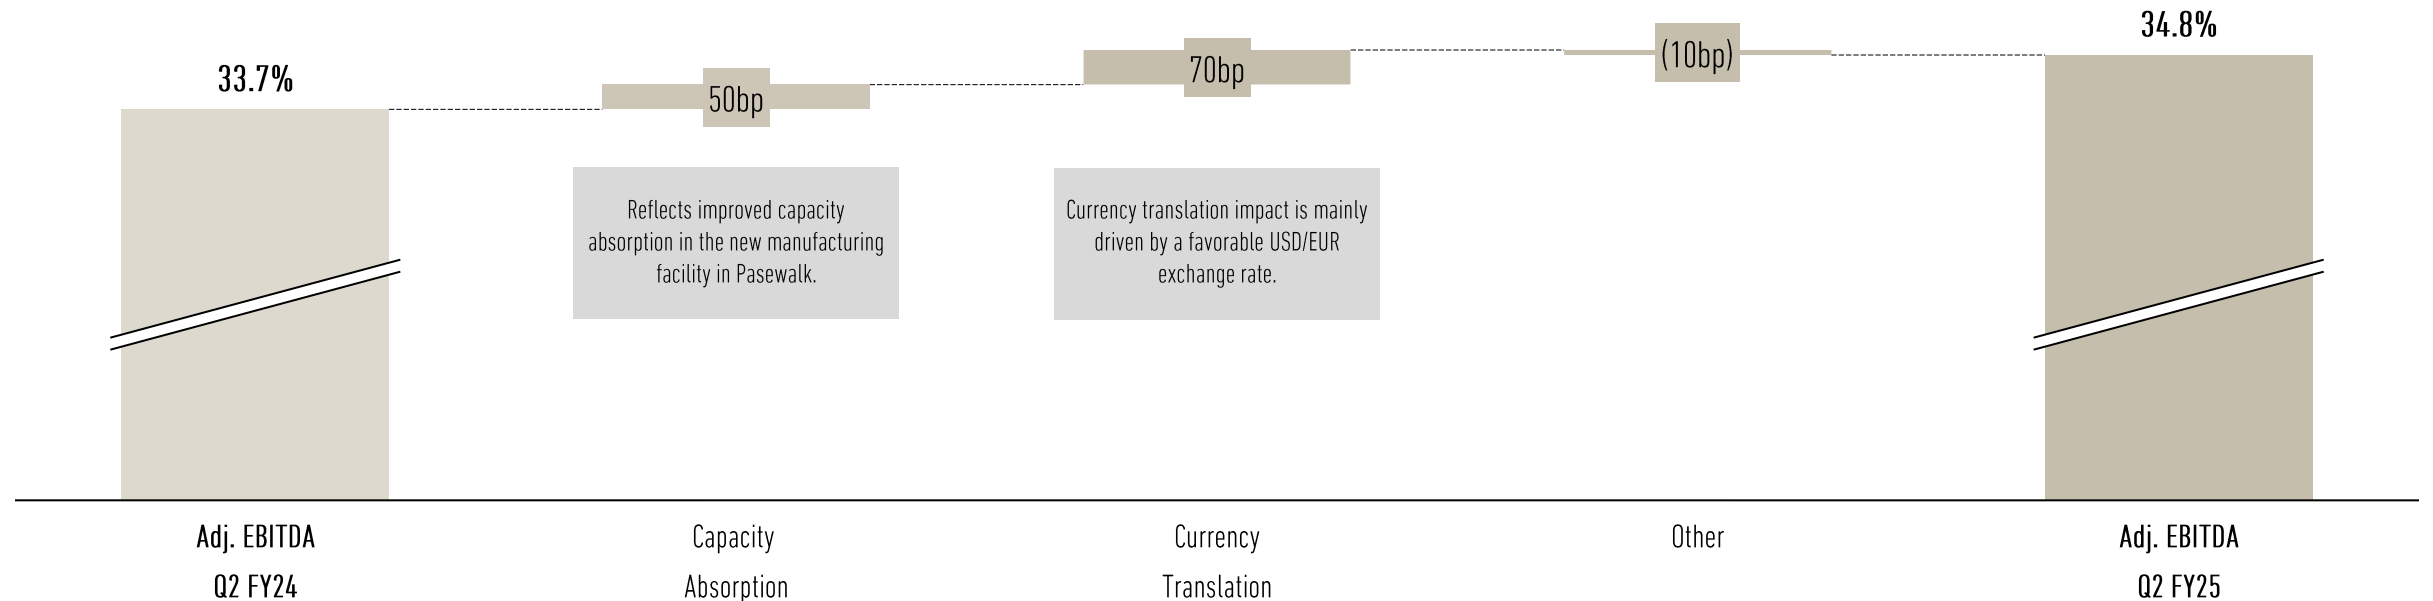 33.7%
50bp
70bp
(10bp)
34.8%
Reflects improved capacity
absorption in the new manufacturing
facility in Pasewalk.
Currency translation impact is mainly
driven by a favorable USD/EUR
exchange rate.
Adj. EBITDA
Q2 FY24
Capacity
Absorption
Currency
Translation
Other
Adj. EBITDA
Q2 FY25